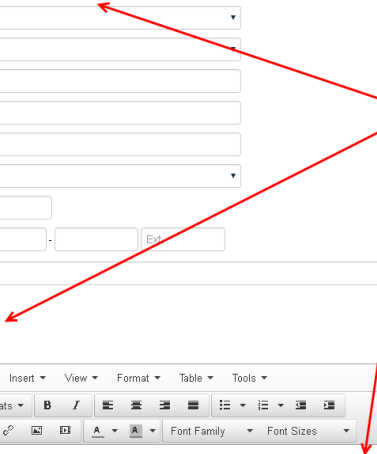 - Ext.
Insert View Format Table Tools
ats B I
A A Font Family Font Sizes